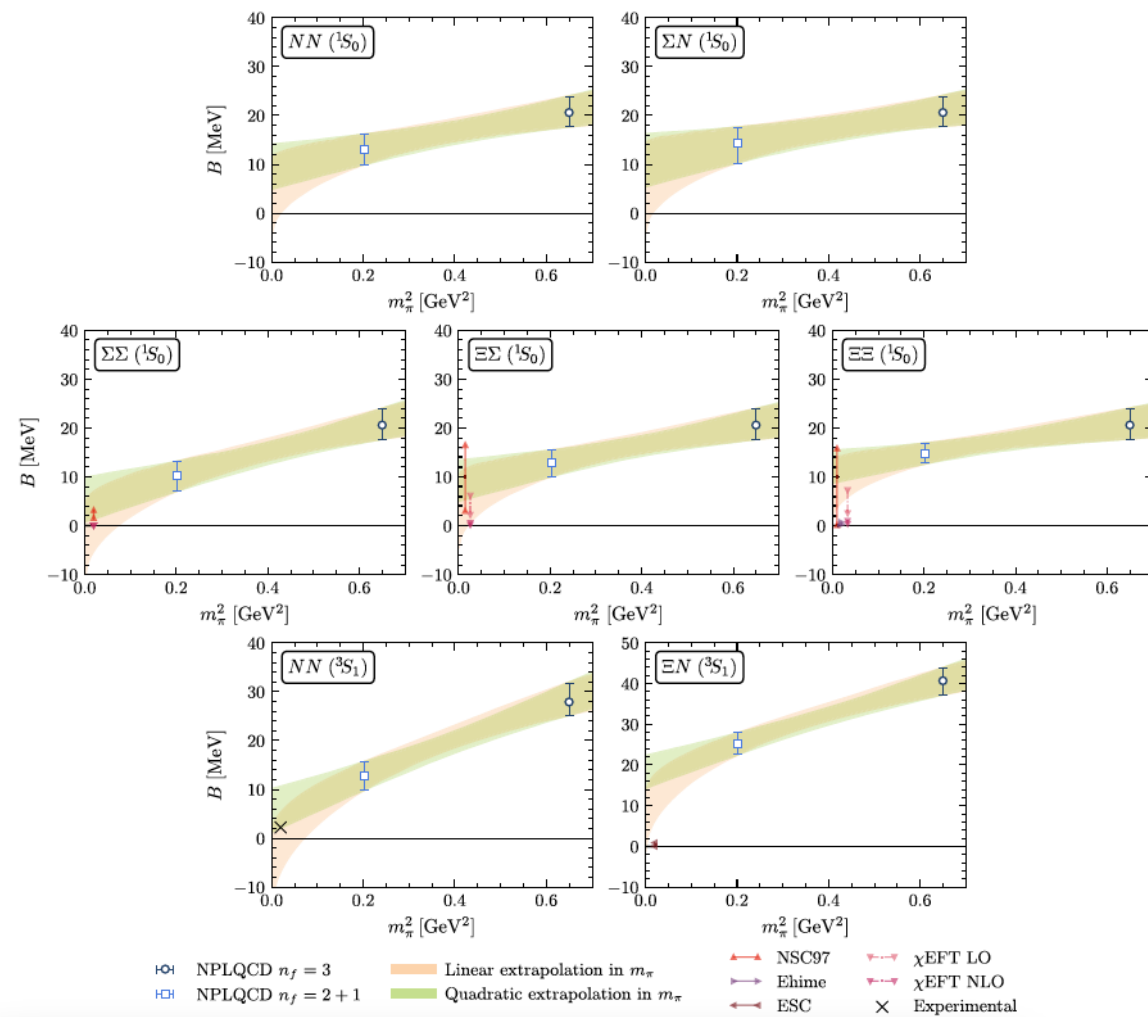 40
30
20
10
0
−10
B [MeV]
NN (¹S₀)
0.0 0.2 0.4 0.6
m²π [GeV²]
ΣN (¹S₀)
40
30
20
10
0
−10
0.0 0.2 0.4 0.6
m²π [GeV²]
40
30
20
10
0
−10
B [MeV]
ΣΣ (¹S₀)
0.0 0.2 0.4 0.6
m²π [GeV²]
40
30
20
10
0
−10
ΞΣ (¹S₀)
0.0 0.2 0.4 0.6
m²π [GeV²]
40
30
20
10
0
−10
ΞΞ (¹S₀)
0.0 0.2 0.4 0.6
m²π [GeV²]
40
30
20
10
0
−10
B [MeV]
NN (³S₁)
0.0 0.2 0.4 0.6
m²π [GeV²]
50
40
30
20
10
0
−10
ΞN (³S₁)
0.0 0.2 0.4 0.6
m²π [GeV²]
NPLQCD n_f = 3
NPLQCD n_f = 2 + 1
Linear extrapolation in mπ
Quadratic extrapolation in mπ
NSC97
Ehime
ESC
χEFT LO
χEFT NLO
Experimental